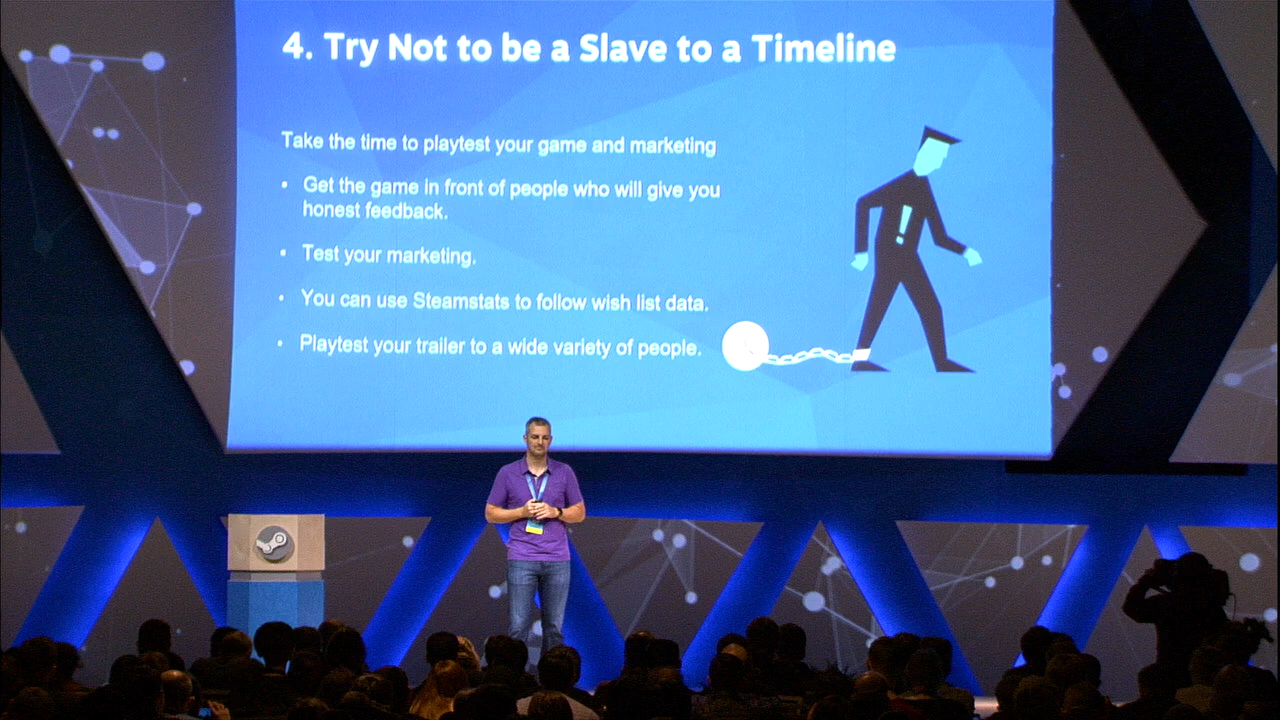 4. Try Not to be a Slave to a Timeline
Take the time to playtest your game and marketing
• Get the game in front of people who will give you
honest feedback.
• Test your marketing.
• You can use Steamstats to follow wish list data.
• Playtest your trailer to a wide variety of people.
!